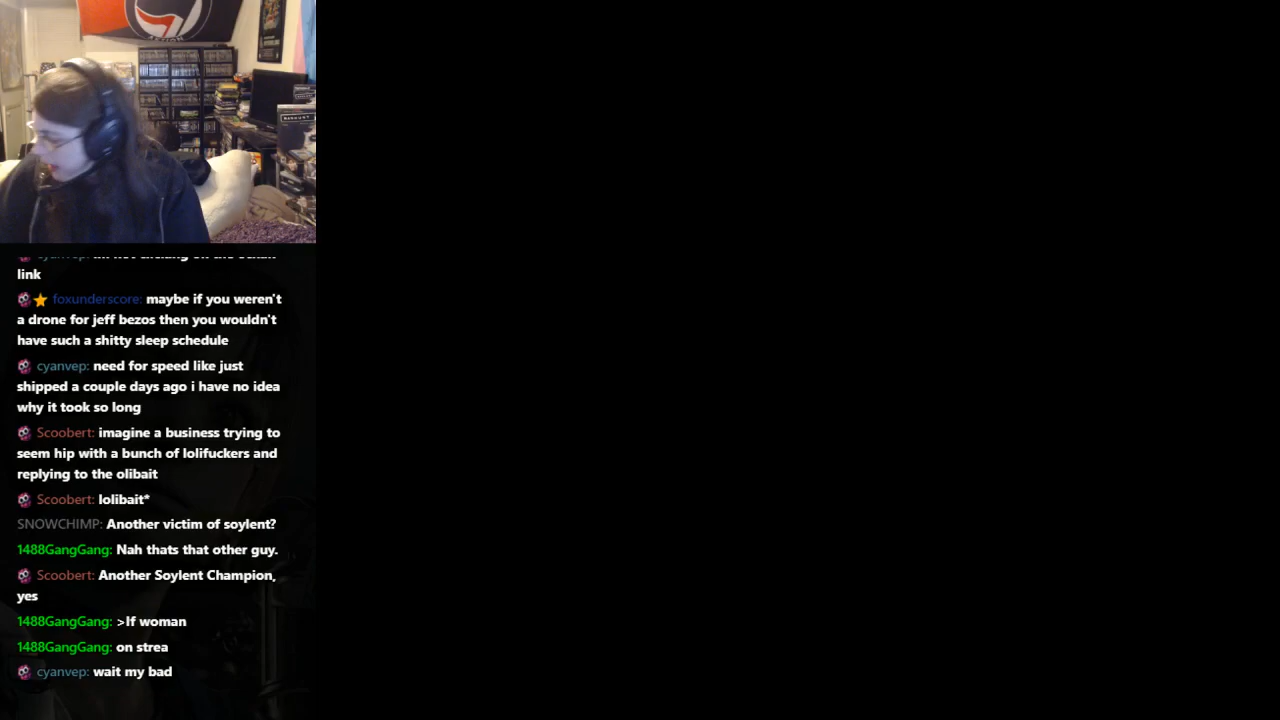 ACTION
MANHUNT
link
foxunderscore: maybe if you weren't
a drone for jeff bezos then you wouldn't
have such a shitty sleep schedule
cyanvep: need for speed like just
shipped a couple days ago i have no idea
why it took so long
Scoobert: imagine a business trying to
seem hip with a bunch of lolifuckers and
replying to the olibait
Scoobert: lolibait*
SNOWCHIMP: Another victim of soylent?
1488GangGang: Nah thats that other guy.
Scoobert: Another Soylent Champion,
yes
1488GangGang: >If woman
1488GangGang: on strea
cyanvep: wait my bad